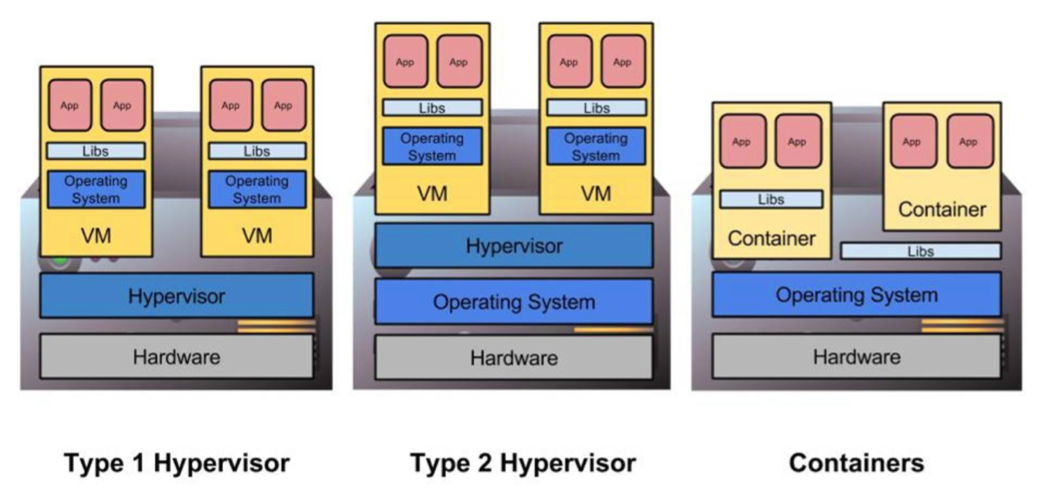 App App
Libs
Operating
System
VM
App App
Libs
Operating
System
VM
Hypervisor
Hardware
Type 1 Hypervisor
App App
Libs
Operating
System
VM
App App
Libs
Operating
System
VM
Hypervisor
Operating System
Hardware
Type 2 Hypervisor
App App
Libs
Container
App App
Container
Libs
Operating System
Hardware
Containers